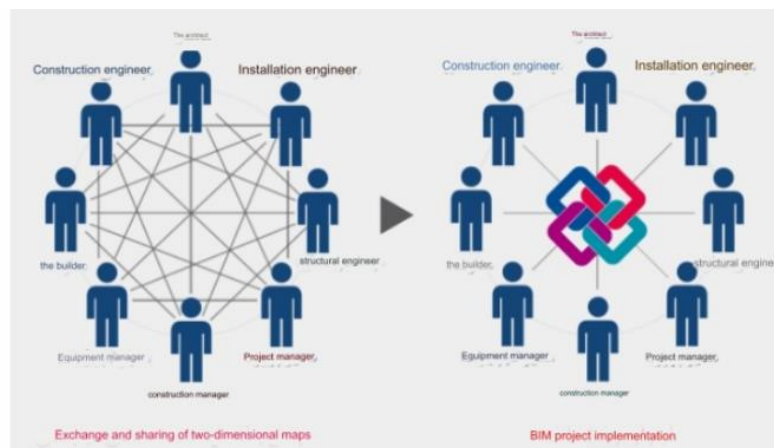 The architect
The architect
Construction engineer
Installation engineer
Construction engineer
Installation engineer
the builder
structural engineer
the builder
structural engine
Equipment manager
Project manager
Equipment manager
Project manager
construction manager
construction manager
Exchange and sharing of two-dimensional maps
BIM project implementation